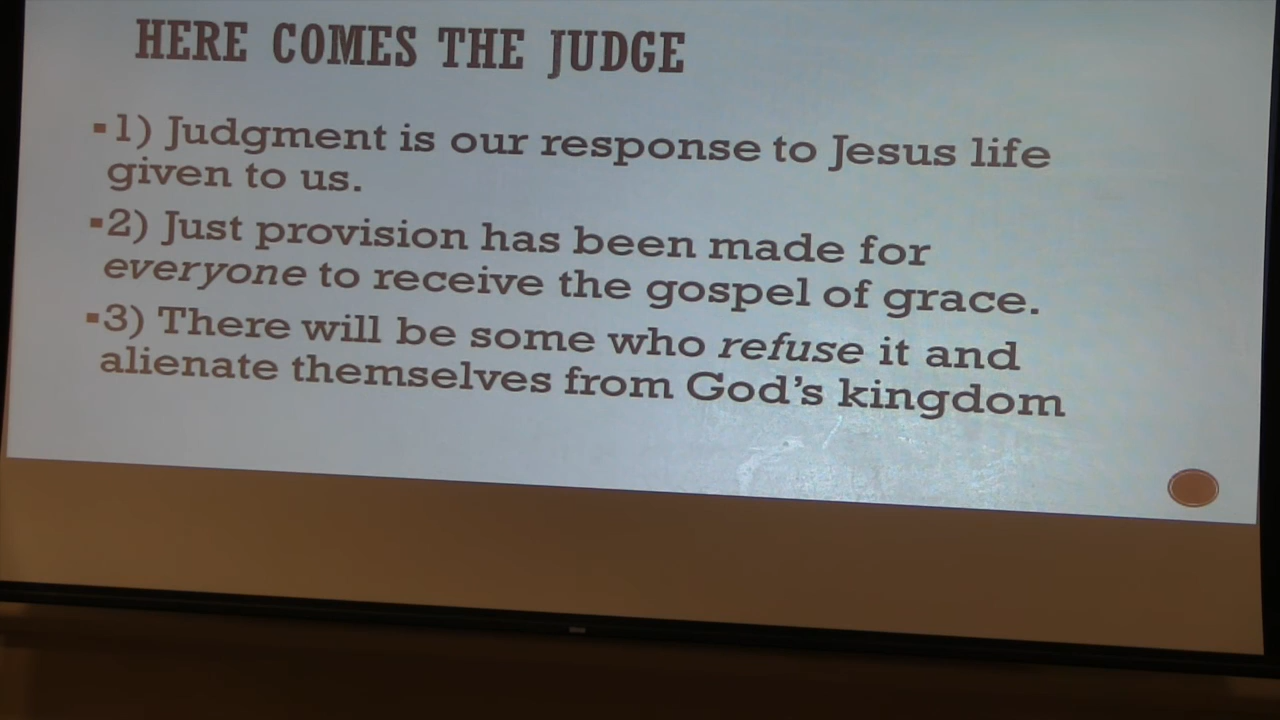 HERE COMES THE JUDGE
▪1) Judgment is our response to Jesus life
given to us.
▪2) Just provision has been made for
everyone to receive the gospel of grace.
▪3) There will be some who refuse it and
alienate themselves from God's kingdom